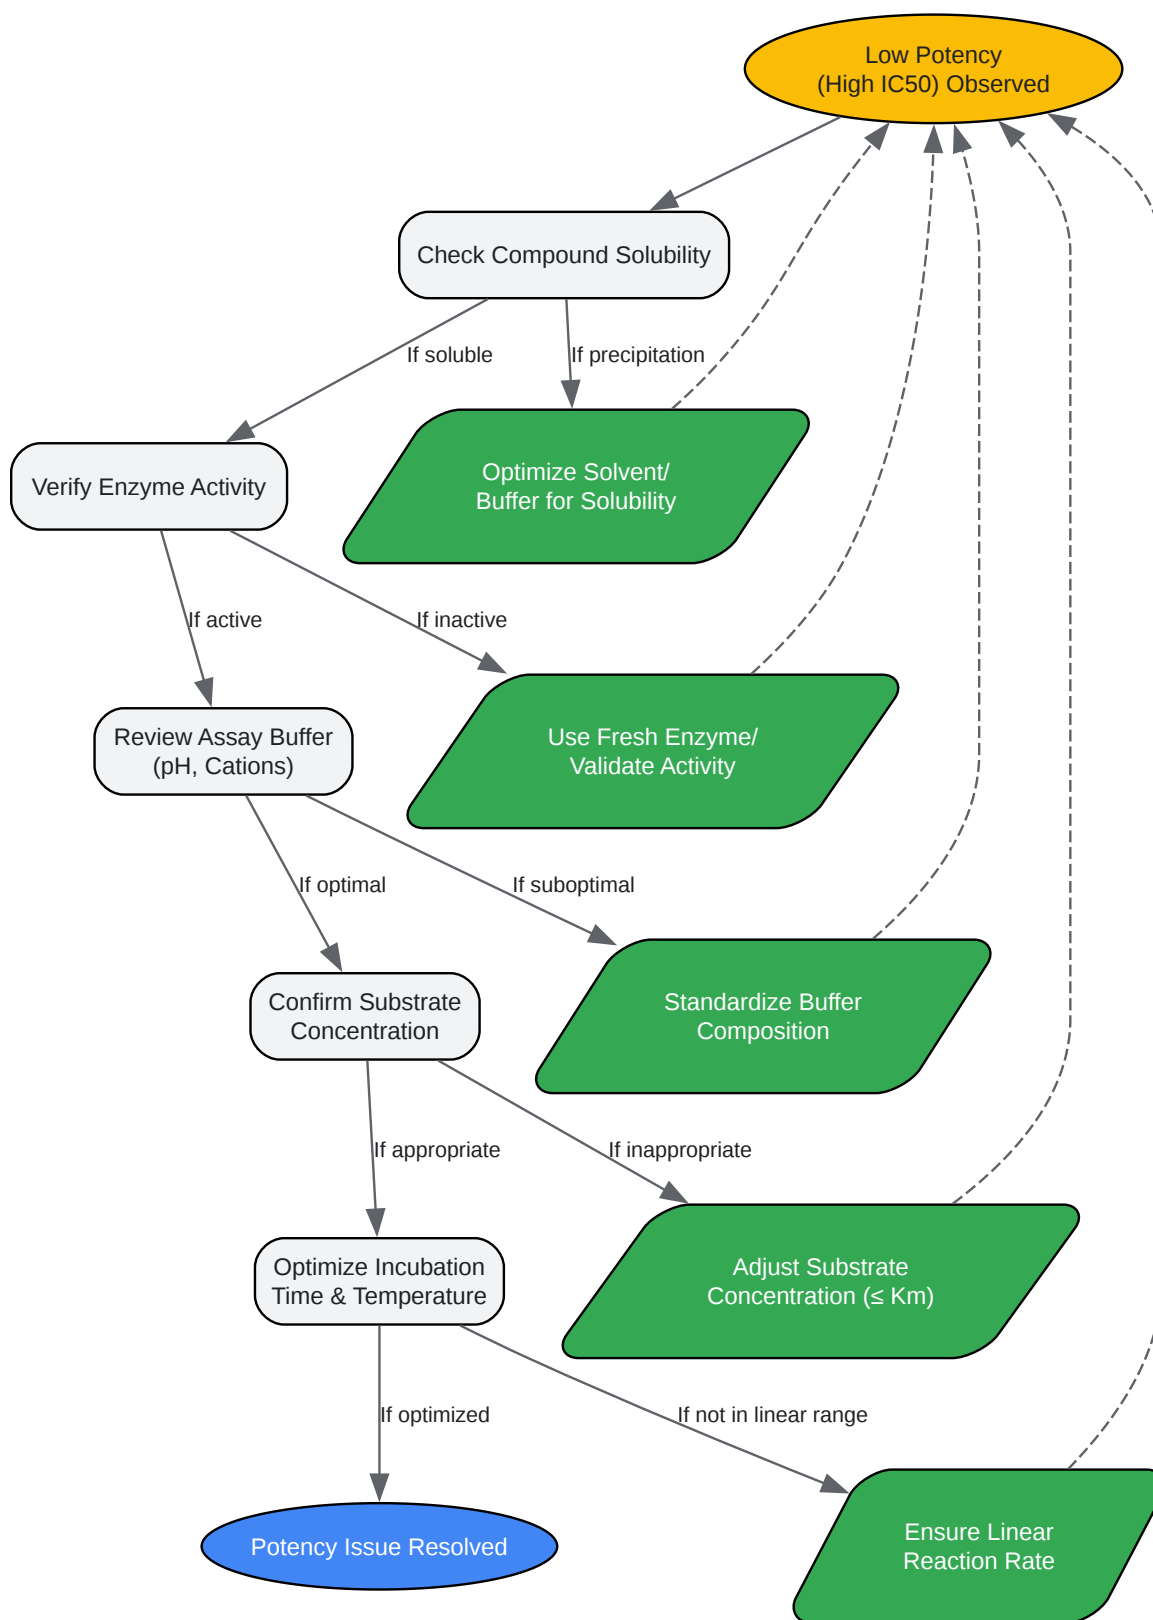 Low Potency
(High IC50) Observed
Check Compound Solubility
If soluble
If precipitation
Verify Enzyme Activity
Optimize Solvent/
Buffer for Solubility
If active
If inactive
Review Assay Buffer
(pH, Cations)
Use Fresh Enzyme/
Validate Activity
If optimal
If suboptimal
Confirm Substrate
Concentration
Standardize Buffer
Composition
If appropriate
If inappropriate
Optimize Incubation
Time & Temperature
Adjust Substrate
Concentration (≤ Km)
If optimized
If not in linear range
Potency Issue Resolved
Ensure Linear
Reaction Rate